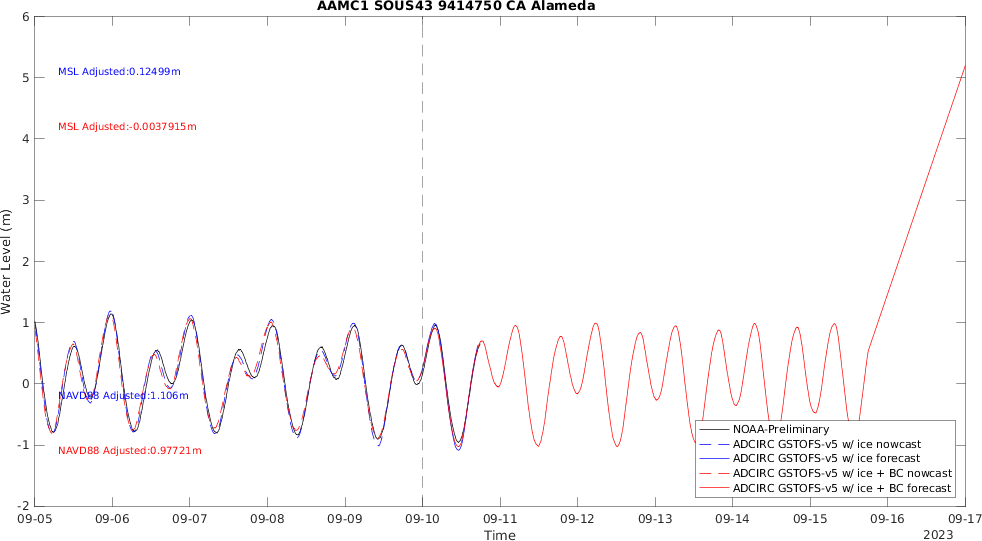 AAMC1 SOUS43 9414750 CA Alameda
6
5
4
3
2
1
0
-1
-2
Water Level (m)
MSL Adjusted:0.12499m
MSL Adjusted:-0.0037915m
NAVD88 Adjusted:1.106m
NAVD88 Adjusted:0.97721m
NOAA-Preliminary
ADCIRC GSTOFS-v5 w/ ice nowcast
ADCIRC GSTOFS-v5 w/ ice forecast
ADCIRC GSTOFS-v5 w/ ice + BC nowcast
ADCIRC GSTOFS-v5 w/ ice + BC forecast
09-05 09-06 09-07 09-08 09-09 09-10 09-11 09-12 09-13 09-14 09-15 09-16 09-17
Time
2023